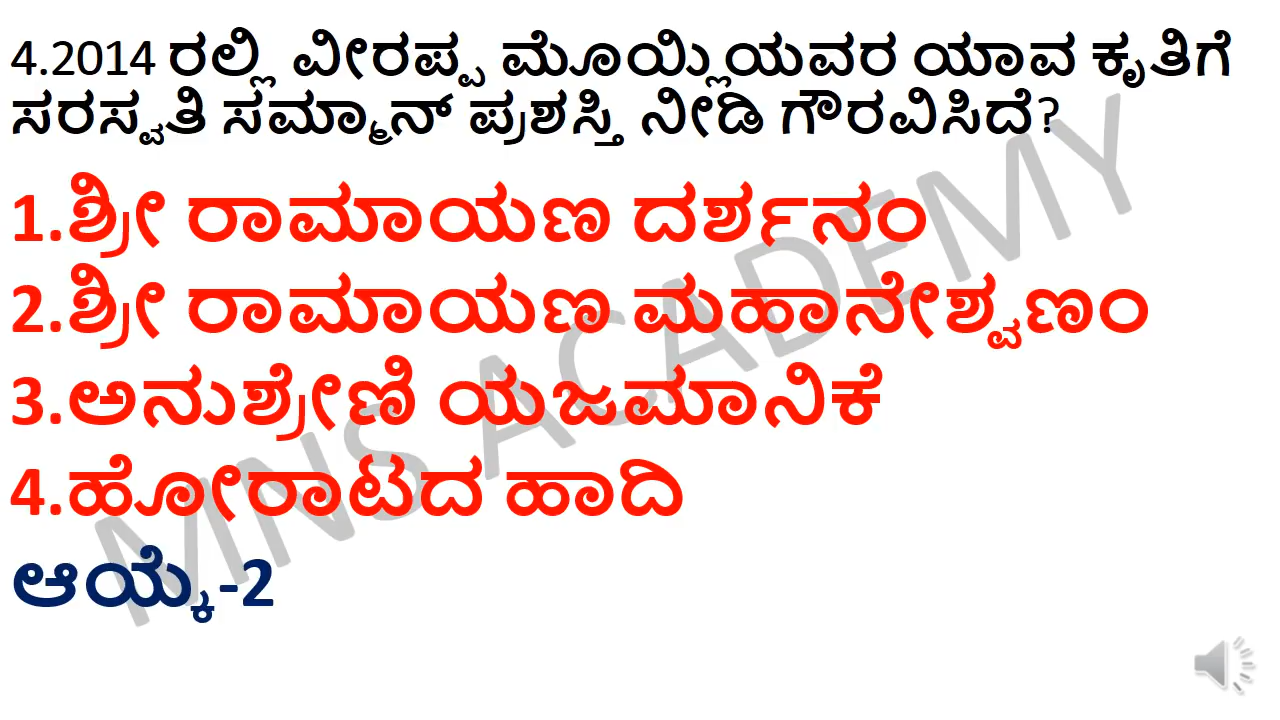 4.2014 ರಲ್ಲಿ ವೀರಪ್ಪ ಮೊಯ್ಲಿಯವರ ಯಾವ ಕೃತಿಗೆ
ಸರಸ್ವತಿ ಸಮ್ಮಾನ್ ಪ್ರಶಸ್ತಿ ನೀಡಿ ಗೌರವಿಸಿದೆ?
1.ಶ್ರೀ ರಾಮಾಯಣ ದರ್ಶನಂ
2.ಶ್ರೀ ರಾಮಾಯಣ ಮಹಾನೇಶ್ವಣಂ
3.ಅನುಶ್ರೇಣಿ ಯಜಮಾನಿಕೆ
4.ಹೋರಾಟದ ಹಾದಿ
ಆಯ್ಕೆ-2
MNS ACADEMY